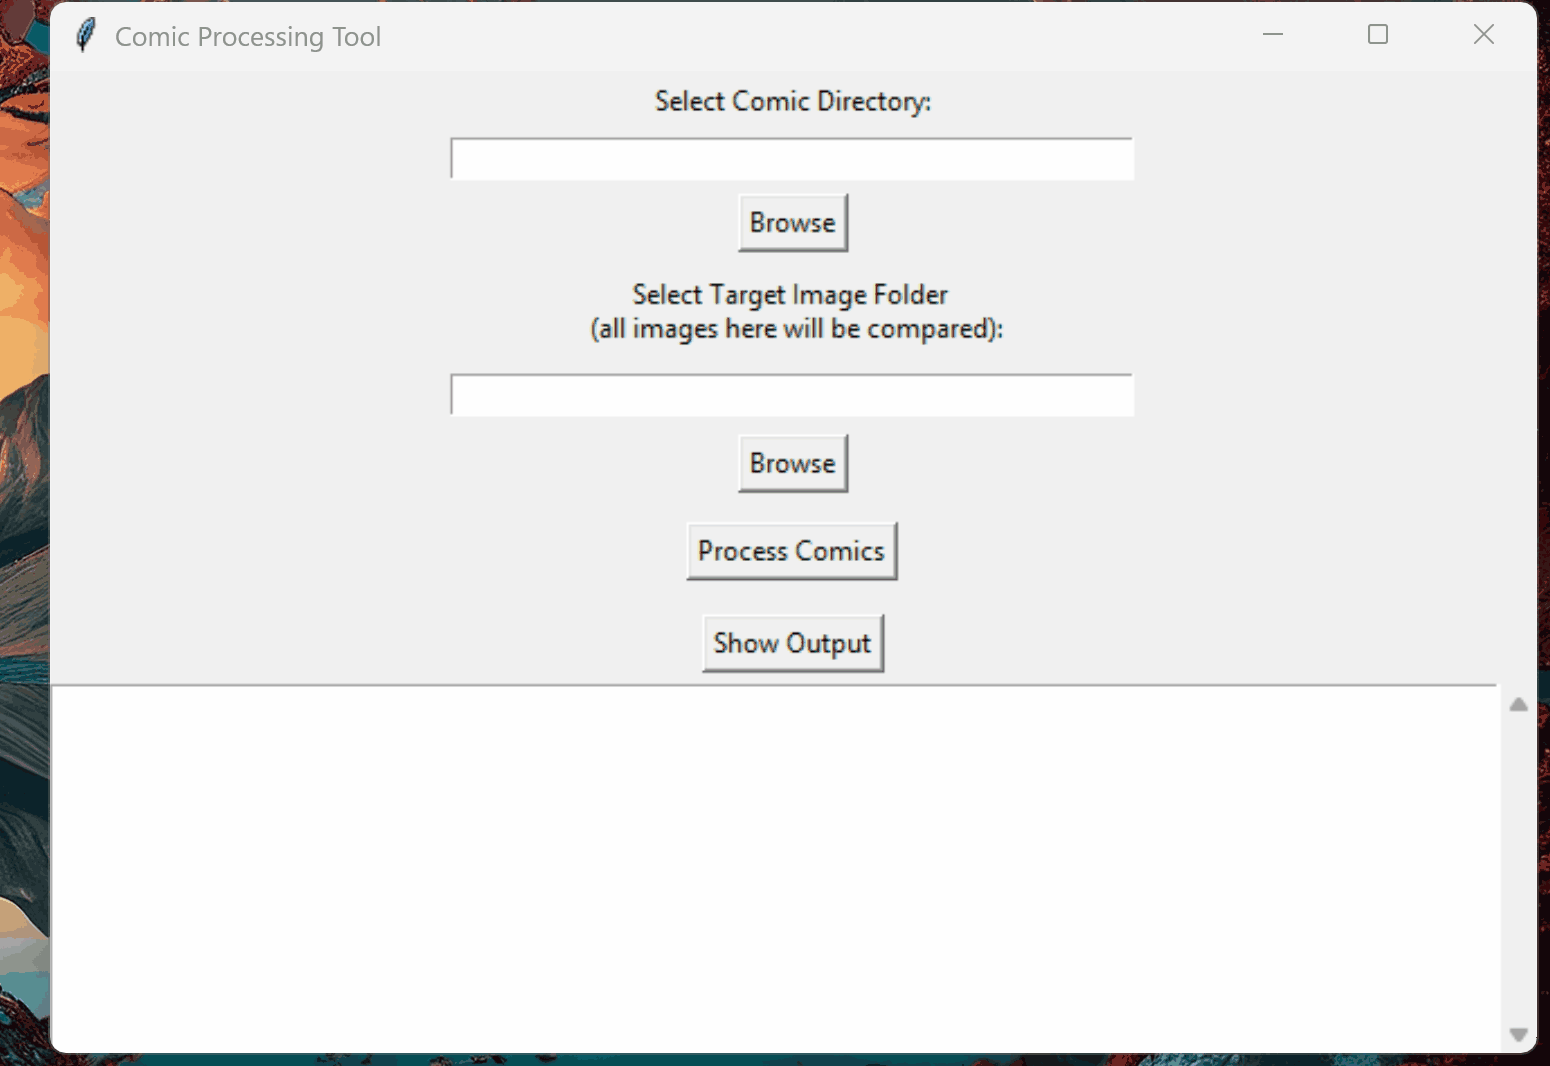 Comic Processing Tool
Select Comic Directory:
Browse
Select Target Image Folder
(all images here will be compared):
Browse
Process Comics
Show Output